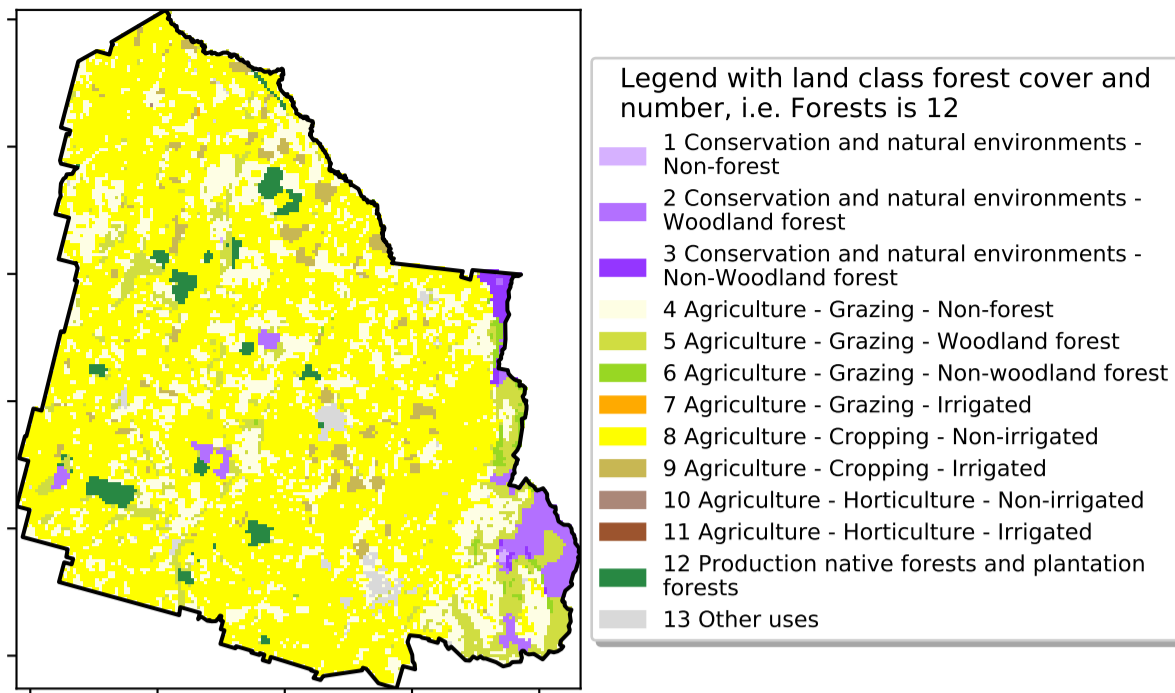 Legend with land class forest cover and
number, i.e. Forests is 12
1 Conservation and natural environments -
Non-forest
2 Conservation and natural environments -
Woodland forest
3 Conservation and natural environments -
Non-Woodland forest
4 Agriculture - Grazing - Non-forest
5 Agriculture - Grazing - Woodland forest
6 Agriculture - Grazing - Non-woodland forest
7 Agriculture - Grazing - Irrigated
8 Agriculture - Cropping - Non-irrigated
9 Agriculture - Cropping - Irrigated
10 Agriculture - Horticulture - Non-irrigated
11 Agriculture - Horticulture - Irrigated
12 Production native forests and plantation
forests
13 Other uses